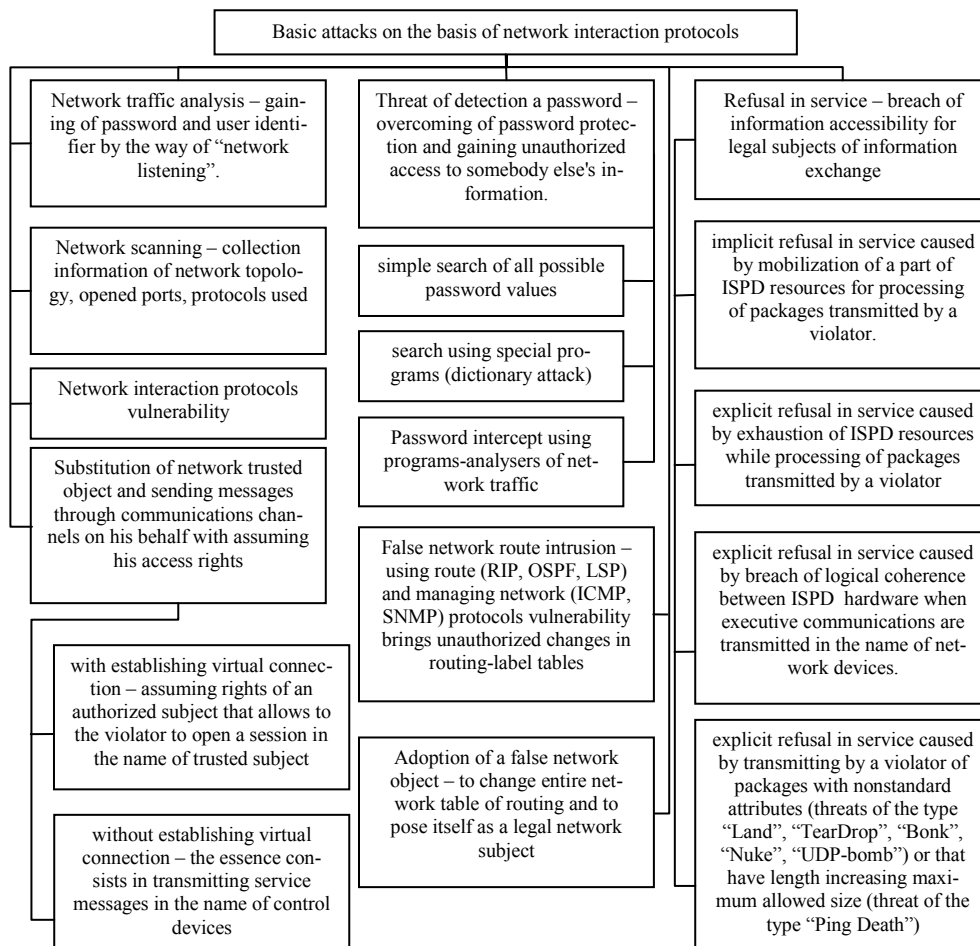 Basic attacks on the basis of network interaction protocols
Network traffic analysis – gain-
ing of password and user identi-
fier by the way of “network
listening”.
Network scanning – collection
information of network topolo-
gy, opened ports, protocols used
Network interaction protocols
vulnerability
Substitution of network trusted
object and sending messages
through communications chan-
nels on his behalf with assuming
his access rights
with establishing virtual connec-
tion – assuming rights of an
authorized subject that allows to
the violator to open a session in
the name of trusted subject
without establishing virtual
connection – the essence con-
sists in transmitting service
messages in the name of control
devices
Threat of detection a password –
overcoming of password protec-
tion and gaining unauthorized
access to somebody else's in-
formation.
simple search of all possible
password values
search using special pro-
grams (dictionary attack)
Password intercept using
programs-analysers of net-
work traffic
False network route intrusion –
using route (RIP, OSPF, LSP)
and managing network (ICMP,
SNMP) protocols vulnerability
brings unauthorized changes in
routing-label tables
Adoption of a false network
object – to change entire net-
work table of routing and to
pose itself as a legal network
subject
Refusal in service – breach of
information accessibility for
legal subjects of information
exchange
implicit refusal in service caused
by mobilization of a part of
ISPD resources for processing
of packages transmitted by a
violator.
explicit refusal in service caused
by exhaustion of ISPD resources
while processing of packages
transmitted by a violator
explicit refusal in service caused
by breach of logical coherence
between ISPD hardware when
executive communications are
transmitted in the name of net-
work devices.
explicit refusal in service caused
by transmitting by a violator of
packages with nonstandard
attributes (threats of the type
“Land”, “TearDrop”, “Bonk”,
“Nuke”, “UDP-bomb”) or that
have length increasing maxi-
mum allowed size (threat of the
type “Ping Death”)